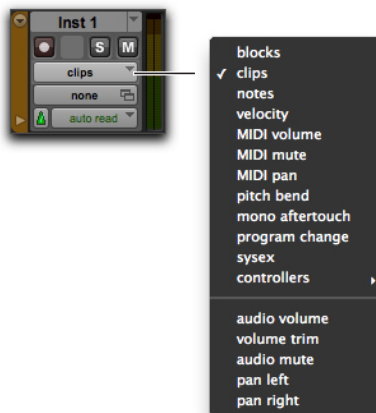 Inst 1
S M
clips
none
auto read
blocks
✓ clips
notes
velocity
MIDI volume
MIDI mute
MIDI pan
pitch bend
mono aftertouch
program change
sysex
controllers
audio volume
volume trim
audio mute
pan left
pan right